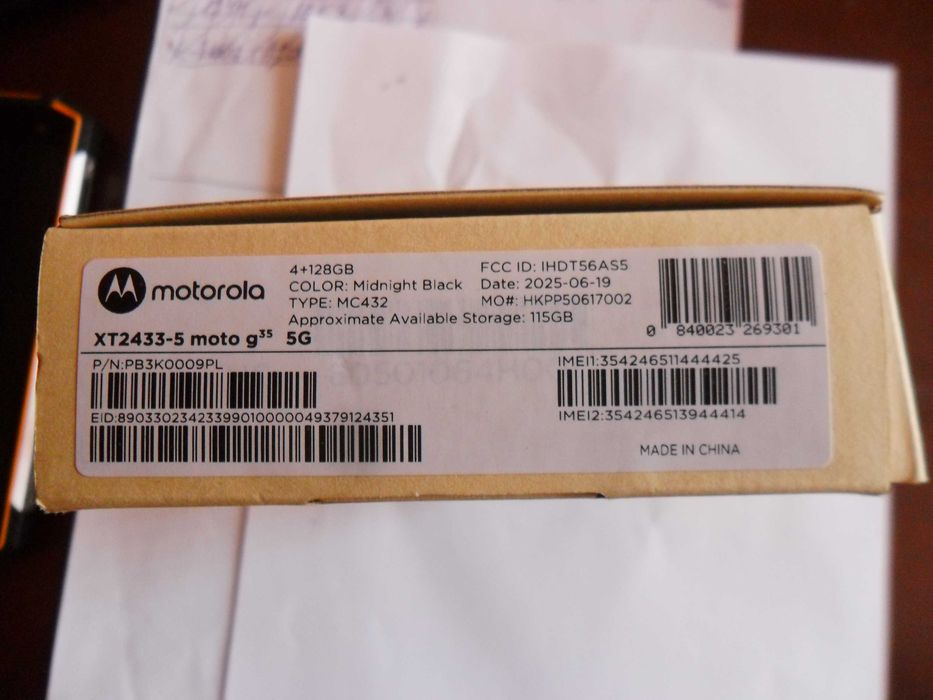 motorola
XT2433-5 moto g35 5G
4+128GB
COLOR: Midnight Black
TYPE: MC432
Approximate Available Storage: 115GB
FCC ID: IHDT56AS5
Date: 2025-06-19
MO#: HKPP50617002
0 840023 269301
P/N:PB3K0009PL
EID:89033023423399010000049379124351
IMEI1:354246511444425
IMEI2:354246513944414
MADE IN CHINA